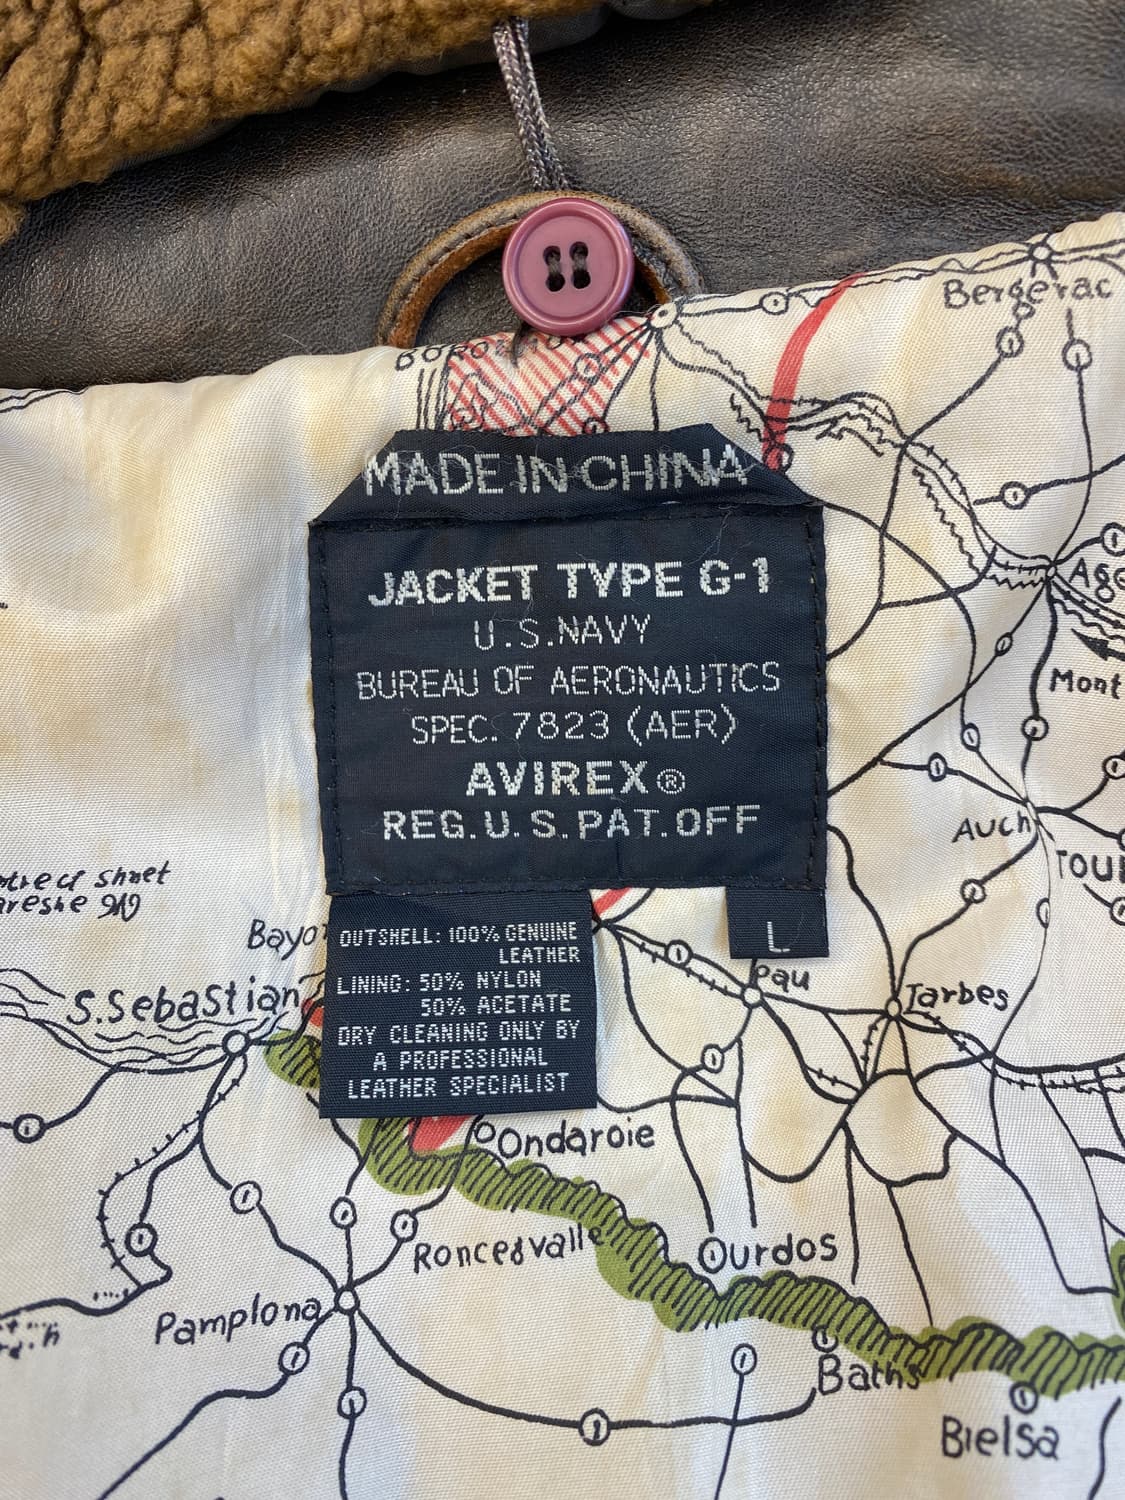 Bergerac
MADE IN CHINA
JACKET TYPE G-1
U.S.NAVY
BUREAU OF AERONAUTICS
SPEC. 7823 (AER)
AVIREX®
REG.U.S.PAT.OFF
Mont
Auch
TOU
Bayo
OUTSHELL: 100% GENUINE
LEATHER
LINING: 50% NYLON
50% ACETATE
DRY CLEANING ONLY BY
A PROFESSIONAL
LEATHER SPECIALIST
L
Pau
Tarbes
S.Sebastian
Ondaroie
Roncesvalle
Ourdos
Pamplona
Baths
Bielsa